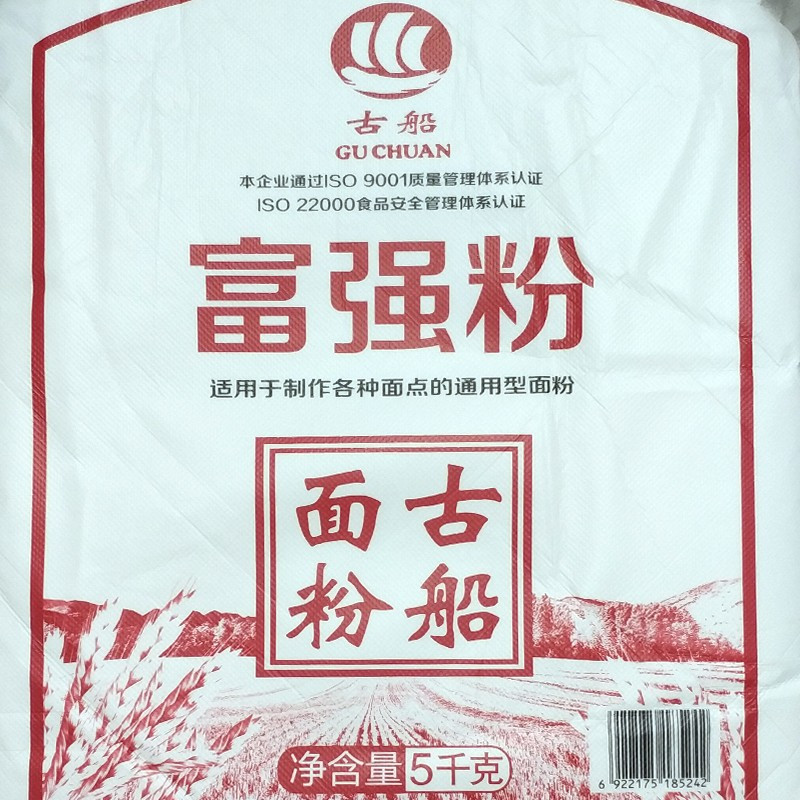 古船
GU CHUAN
本企业通过ISO 9001质量管理体系认证
ISO 22000食品安全管理体系认证
富强粉
适用于制作各种面点的通用型面粉
古船
面粉
净含量 5千克
6 922175 185242